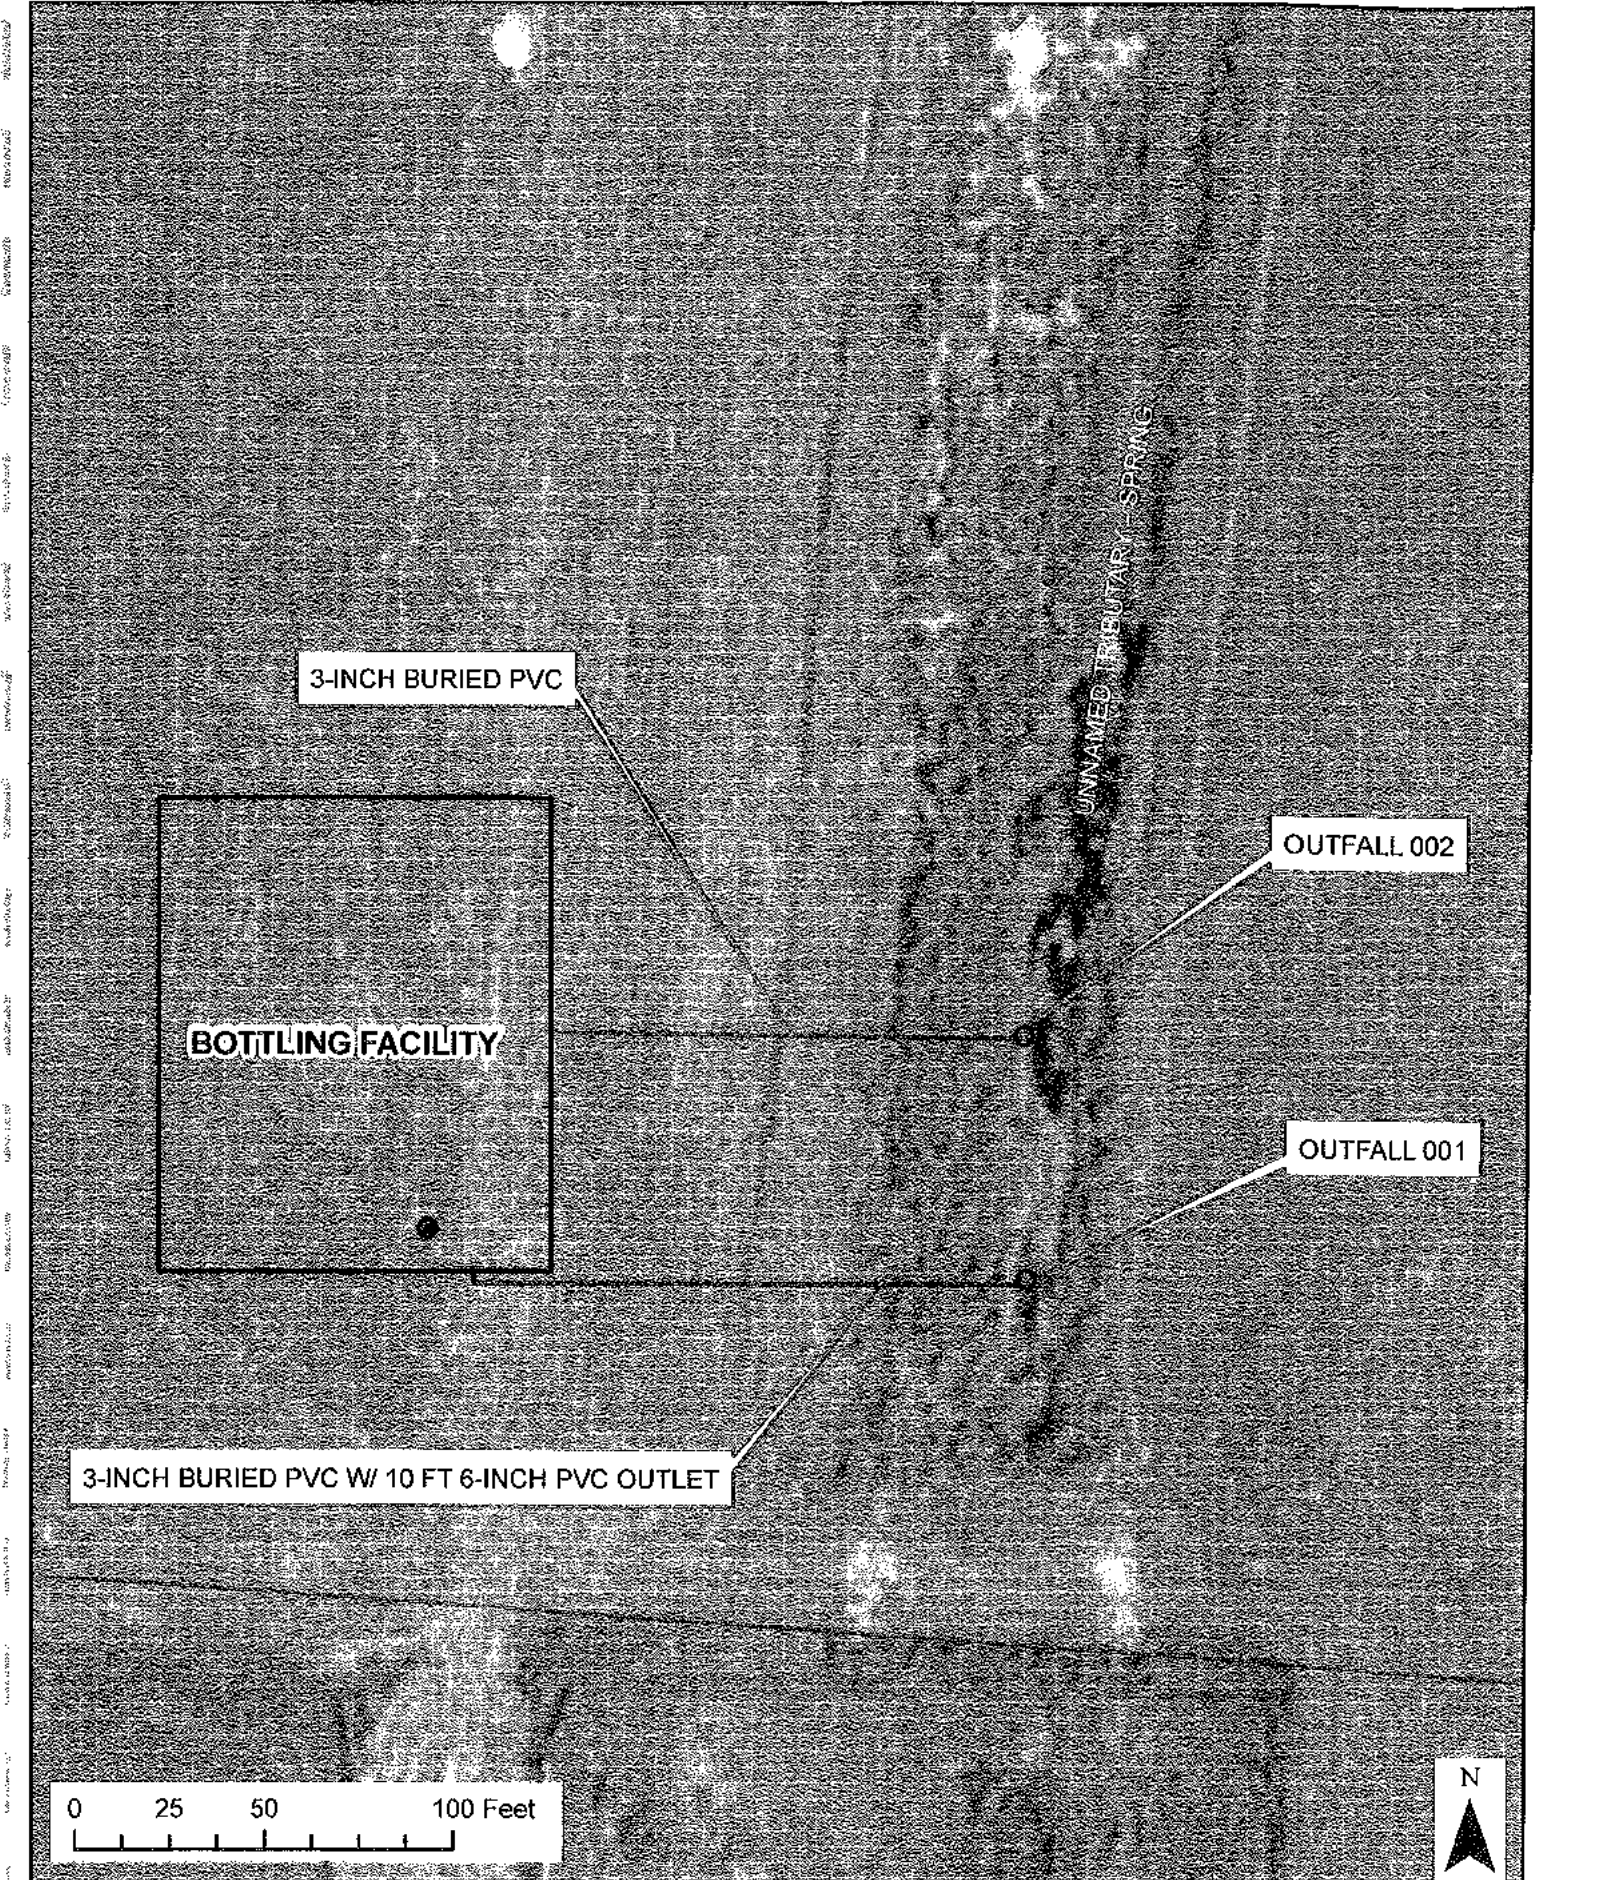 UNNAMED TRIBUTARY - SPRING
3-INCH BURIED PVC
OUTFALL 002
BOTTLING FACILITY
OUTFALL 001
3-INCH BURIED PVC W/ 10 FT 6-INCH PVC OUTLET
0 25 50 100 Feet
N